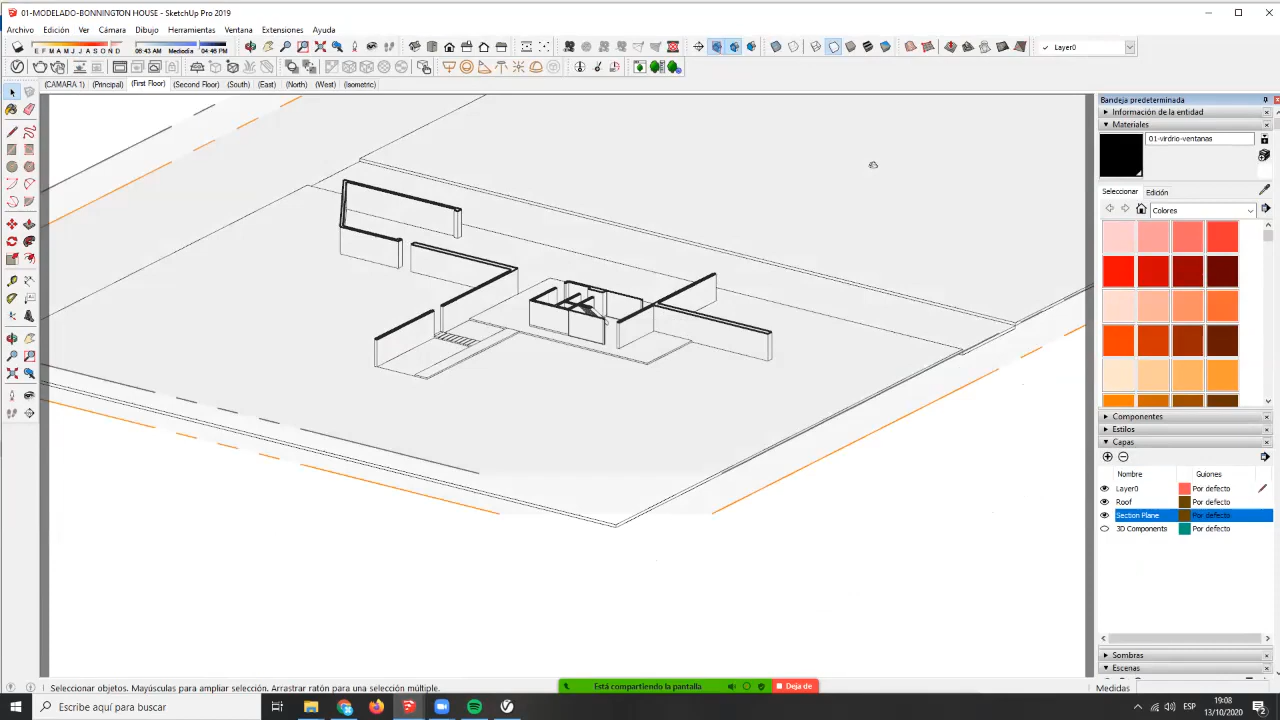 01-MODELADO-BONNINGTON HOUSE - SketchUp Pro 2019
Archivo Edición Ver Cámara Dibujo Herramientas Ventana Extensiones Ayuda
E F M A M J J A S O N D
06:43 AM Mediodía 04:46 PM
Layer0
(CAMARA 1) (Principal) (First Floor) (Second Floor) (South) (East) (North) (West) (Isometric)
Bandeja predeterminada
Información de la entidad
Materiales
01-virdrio-ventanas
Seleccionar Edición
Colores
Components
Estilos
Capas
Nombre Guiones
Layer0 Por defecto
Roof Por defecto
Section Plane Por defecto
3D Components Por defecto
Sombras
Escenas
Seleccionar objetos. Mayúsculas para ampliar selección. Arrastrar ratón para una selección múltiple.
Está compartiendo la pantalla
Deja de
Medidas
Escribe aquí para buscar
ESP
19:08
13/10/2020
2